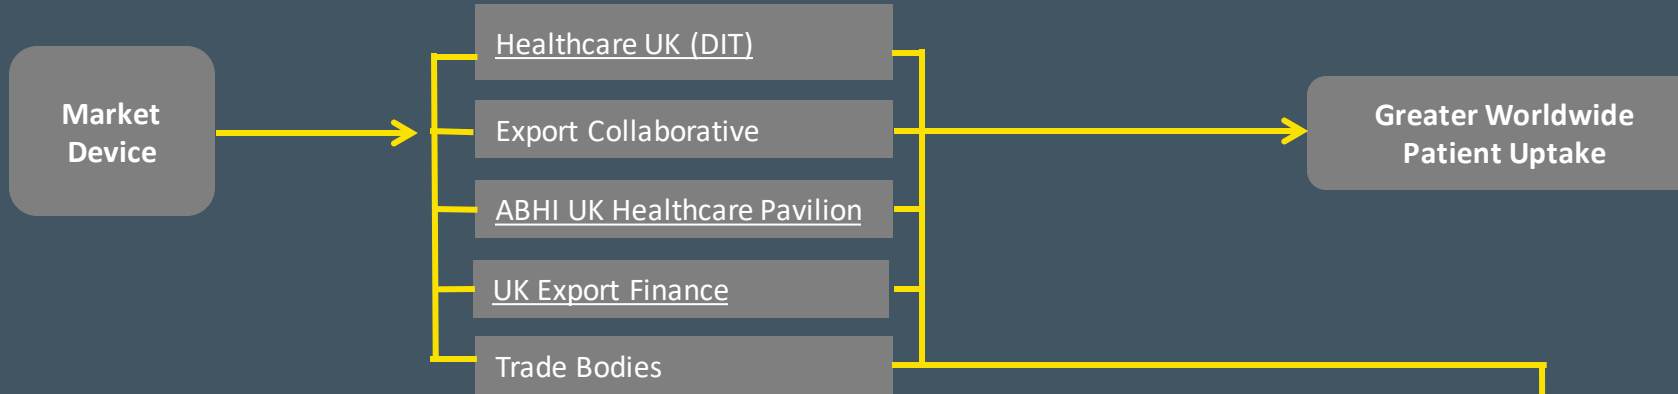 Market
Device
Healthcare UK (DIT)
Export Collaborative
ABHI UK Healthcare Pavilion
UK Export Finance
Trade Bodies
Greater Worldwide
Patient Uptake